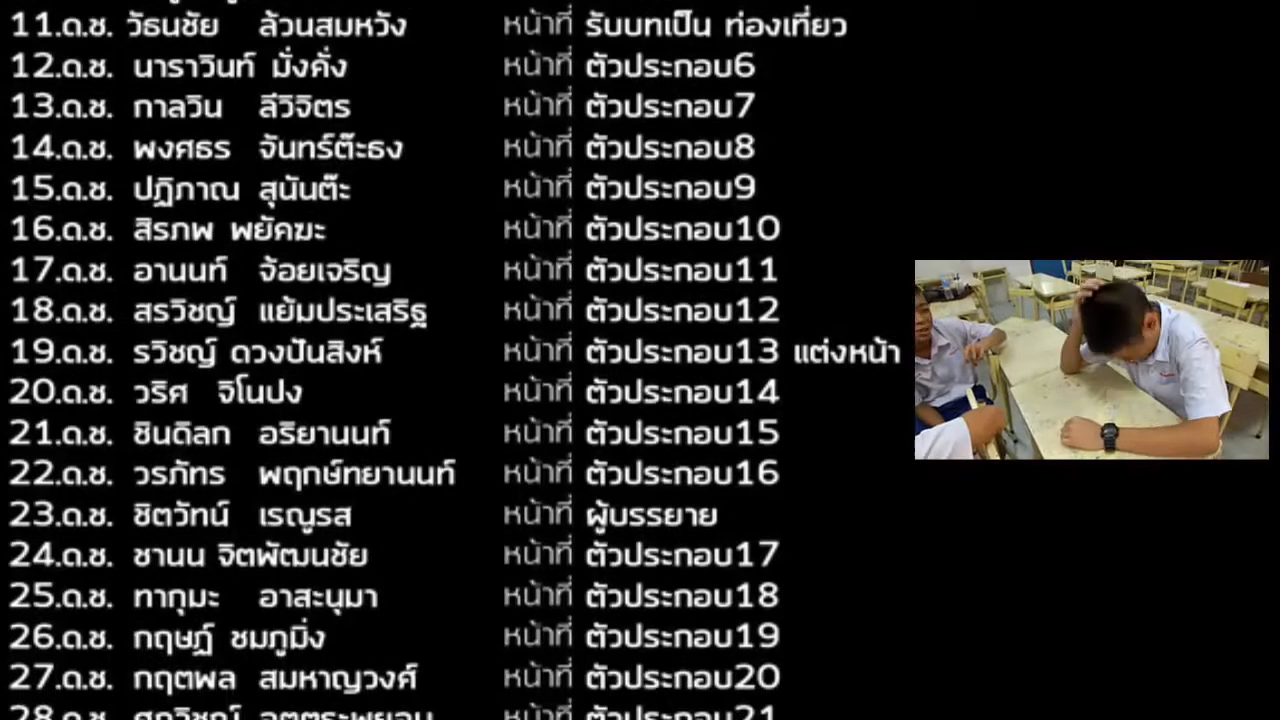 11.ด.ช. วัธนชัย ล้วนสมหวัง หน้าที่ รับบทเป็น ท่องเที่ยว
12.ด.ช. นาราวินท์ มั่งคั่ง หน้าที่ ตัวประกอบ6
13.ด.ช. กาลวิน ลีวิจิตร หน้าที่ ตัวประกอบ7
14.ด.ช. พงศธร จันทร์ต๊ะธง หน้าที่ ตัวประกอบ8
15.ด.ช. ปฏิภาณ สุนันต๊ะ หน้าที่ ตัวประกอบ9
16.ด.ช. สิรภพ พยัคฆะ หน้าที่ ตัวประกอบ10
17.ด.ช. อานนท์ จ้อยเจริญ หน้าที่ ตัวประกอบ11
18.ด.ช. สรวิชญ์ แย้มประเสริฐ หน้าที่ ตัวประกอบ12
19.ด.ช. รวิชญ์ ดวงปันสิงห์ หน้าที่ ตัวประกอบ13 แต่งหน้า
20.ด.ช. วริศ จิโนปง หน้าที่ ตัวประกอบ14
21.ด.ช. ชินดิลก อริยานนท์ หน้าที่ ตัวประกอบ15
22.ด.ช. วรภัทร พฤกษ์ทยานนท์ หน้าที่ ตัวประกอบ16
23.ด.ช. ชิตวัทน์ เรณูรส หน้าที่ ผู้บรรยาย
24.ด.ช. ชานน จิตพัฒนชัย หน้าที่ ตัวประกอบ17
25.ด.ช. ทากุมะ อาสะนุมา หน้าที่ ตัวประกอบ18
26.ด.ช. กฤษฏ์ ชมภูมิ่ง หน้าที่ ตัวประกอบ19
27.ด.ช. กฤตพล สมหาญวงศ์ หน้าที่ ตัวประกอบ20
28.ด.ช. หน้าที่ ตัวประกอบ21